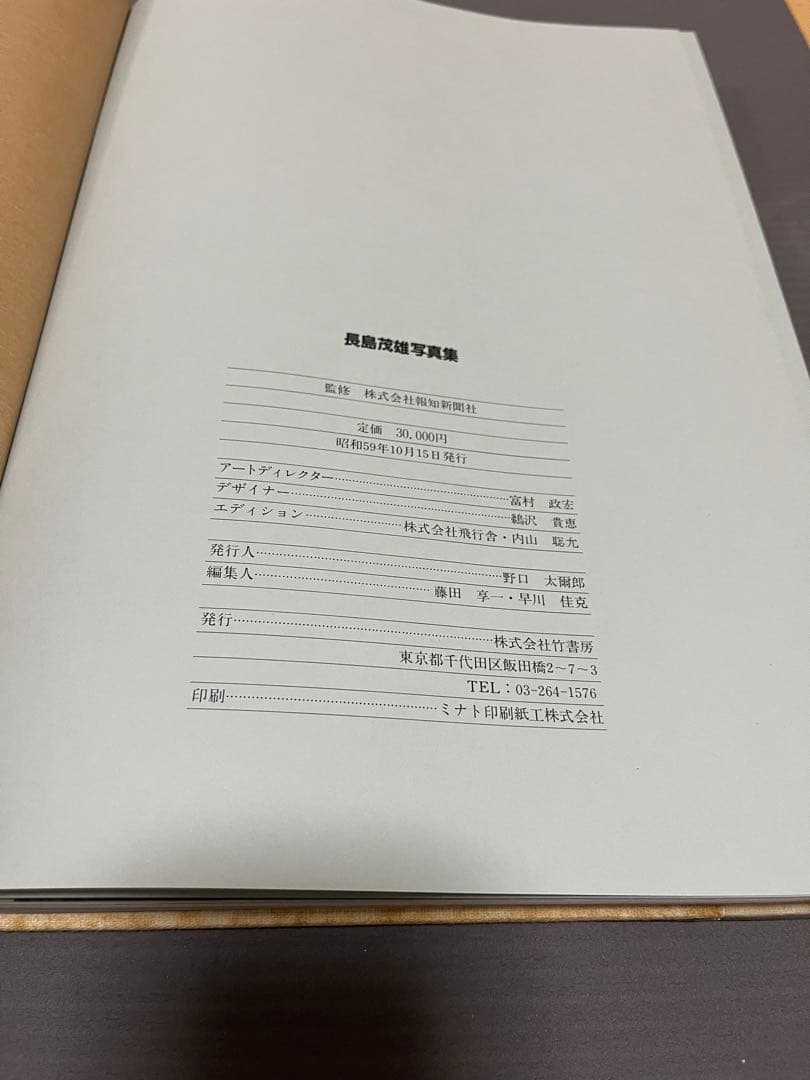 長島茂雄写真集
監修 株式会社報知新聞社
定価 30,000円
昭和59年10月15日発行
アートディレクター……………………富村 政宏
デザイナー……………………………鵜沢 貴恵
エディション…………株式会社飛行舎・内山 聡允
発行人……………………………野口 太爾郎
編集人……………………藤田 享一・早川 佳克
発行……………………………株式会社竹書房
東京都千代田区飯田橋2〜7〜3
TEL：03-264-1576
印刷………………………ミナト印刷紙工株式会社